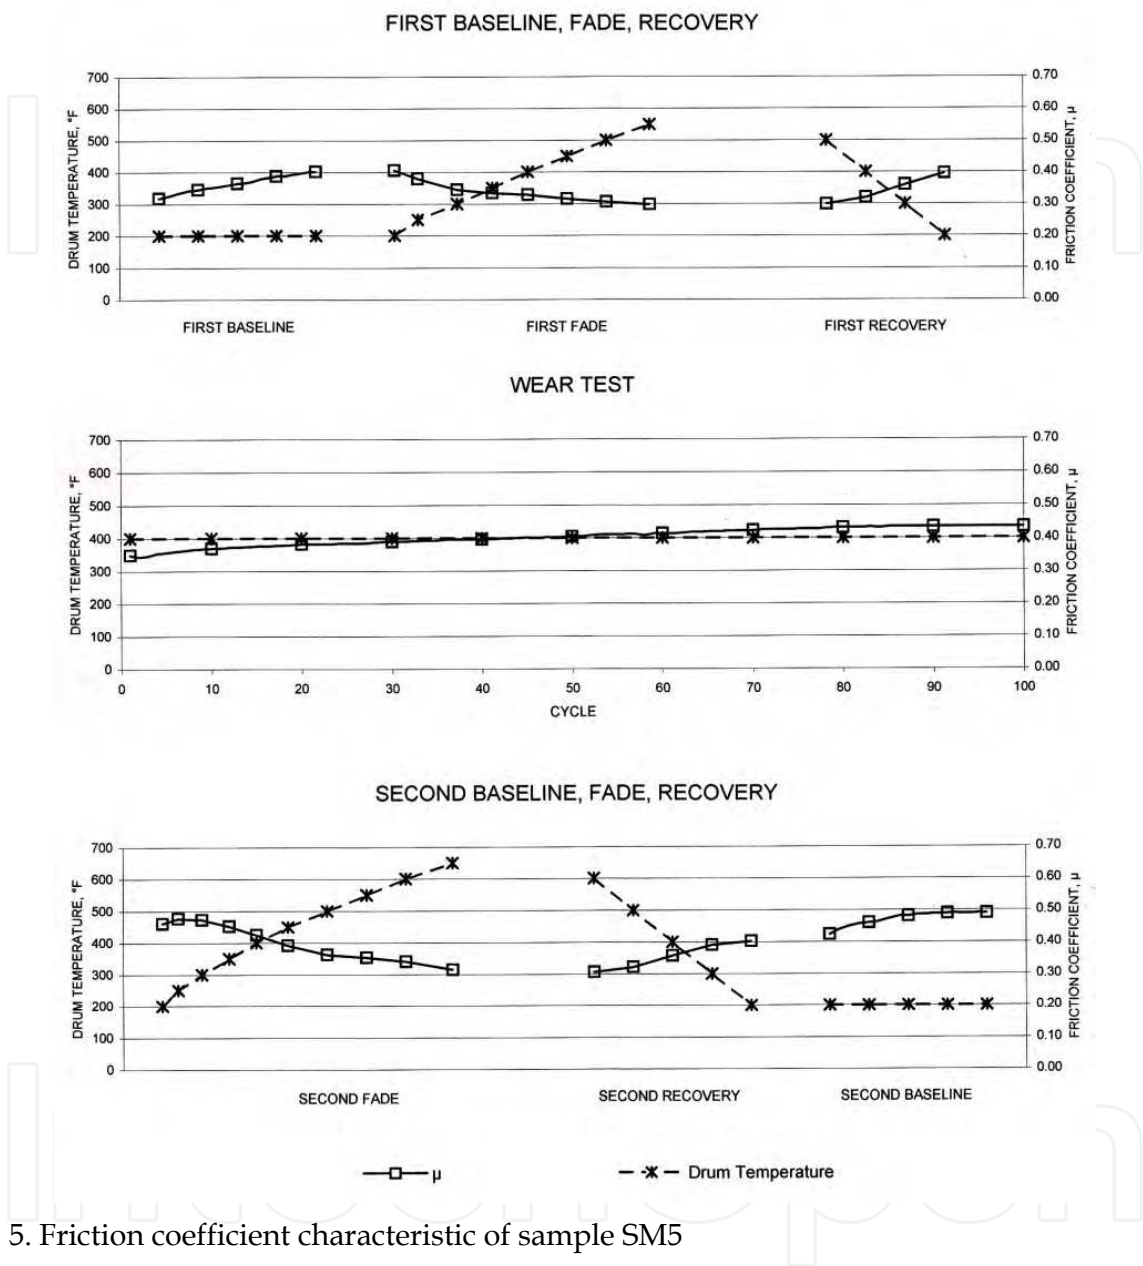 FIRST BASELINE, FADE, RECOVERY
DRUM TEMPERATURE, °F
700
600
500
400
300
200
100
0
0.70
0.60
0.50
0.40
0.30
0.20
0.10
0.00
FRICTION COEFFICIENT, µ
FIRST BASELINE
FIRST FADE
FIRST RECOVERY
WEAR TEST
DRUM TEMPERATURE, °F
700
600
500
400
300
200
100
0
0.70
0.60
0.50
0.40
0.30
0.20
0.10
0.00
FRICTION COEFFICIENT, µ
0 10 20 30 40 50 60 70 80 90 100
CYCLE
SECOND BASELINE, FADE, RECOVERY
DRUM TEMPERATURE, °F
700
600
500
400
300
200
100
0
0.70
0.60
0.50
0.40
0.30
0.20
0.10
0.00
FRICTION COEFFICIENT, µ
SECOND FADE
SECOND RECOVERY
SECOND BASELINE
µ
Drum Temperature
5. Friction coefficient characteristic of sample SM5